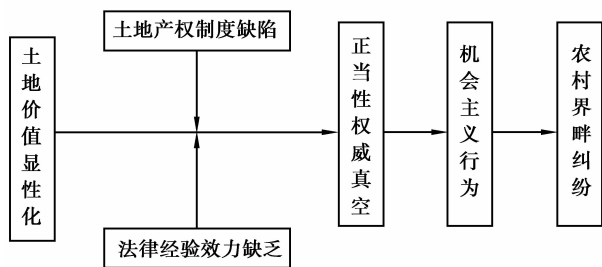 土地价值显性化
土地产权制度缺陷
法律经验效力缺乏
正当性权威真空
机会主义行为
农村界畔纠纷